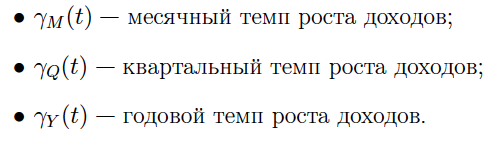 • γ_M(t) — месячный темп роста доходов;
• γ_Q(t) — квартальный темп роста доходов;
• γ_Y(t) — годовой темп роста доходов.